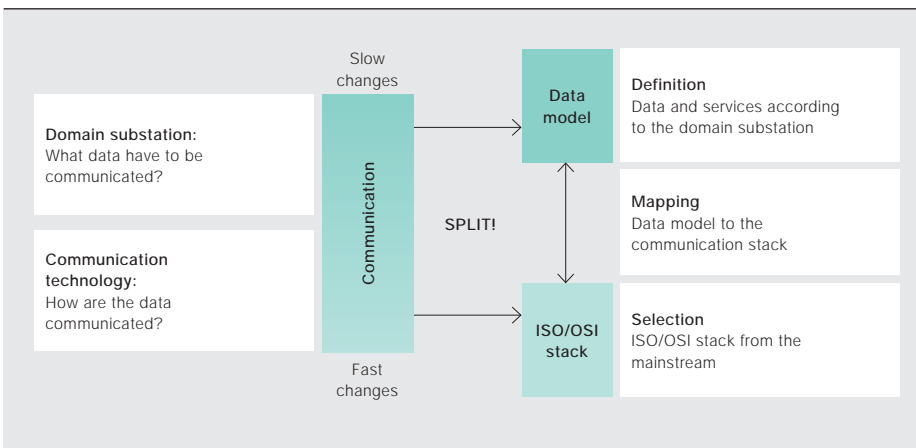 Slow
changes
Domain substation:
What data have to be
communicated?
Communication
technology:
How are the data
communicated?
Communication
Fast
changes
SPLIT!
Data
model
ISO/OSI
stack
Definition
Data and services according
to the domain substation
Mapping
Data model to the
communication stack
Selection
ISO/OSI stack from the
mainstream